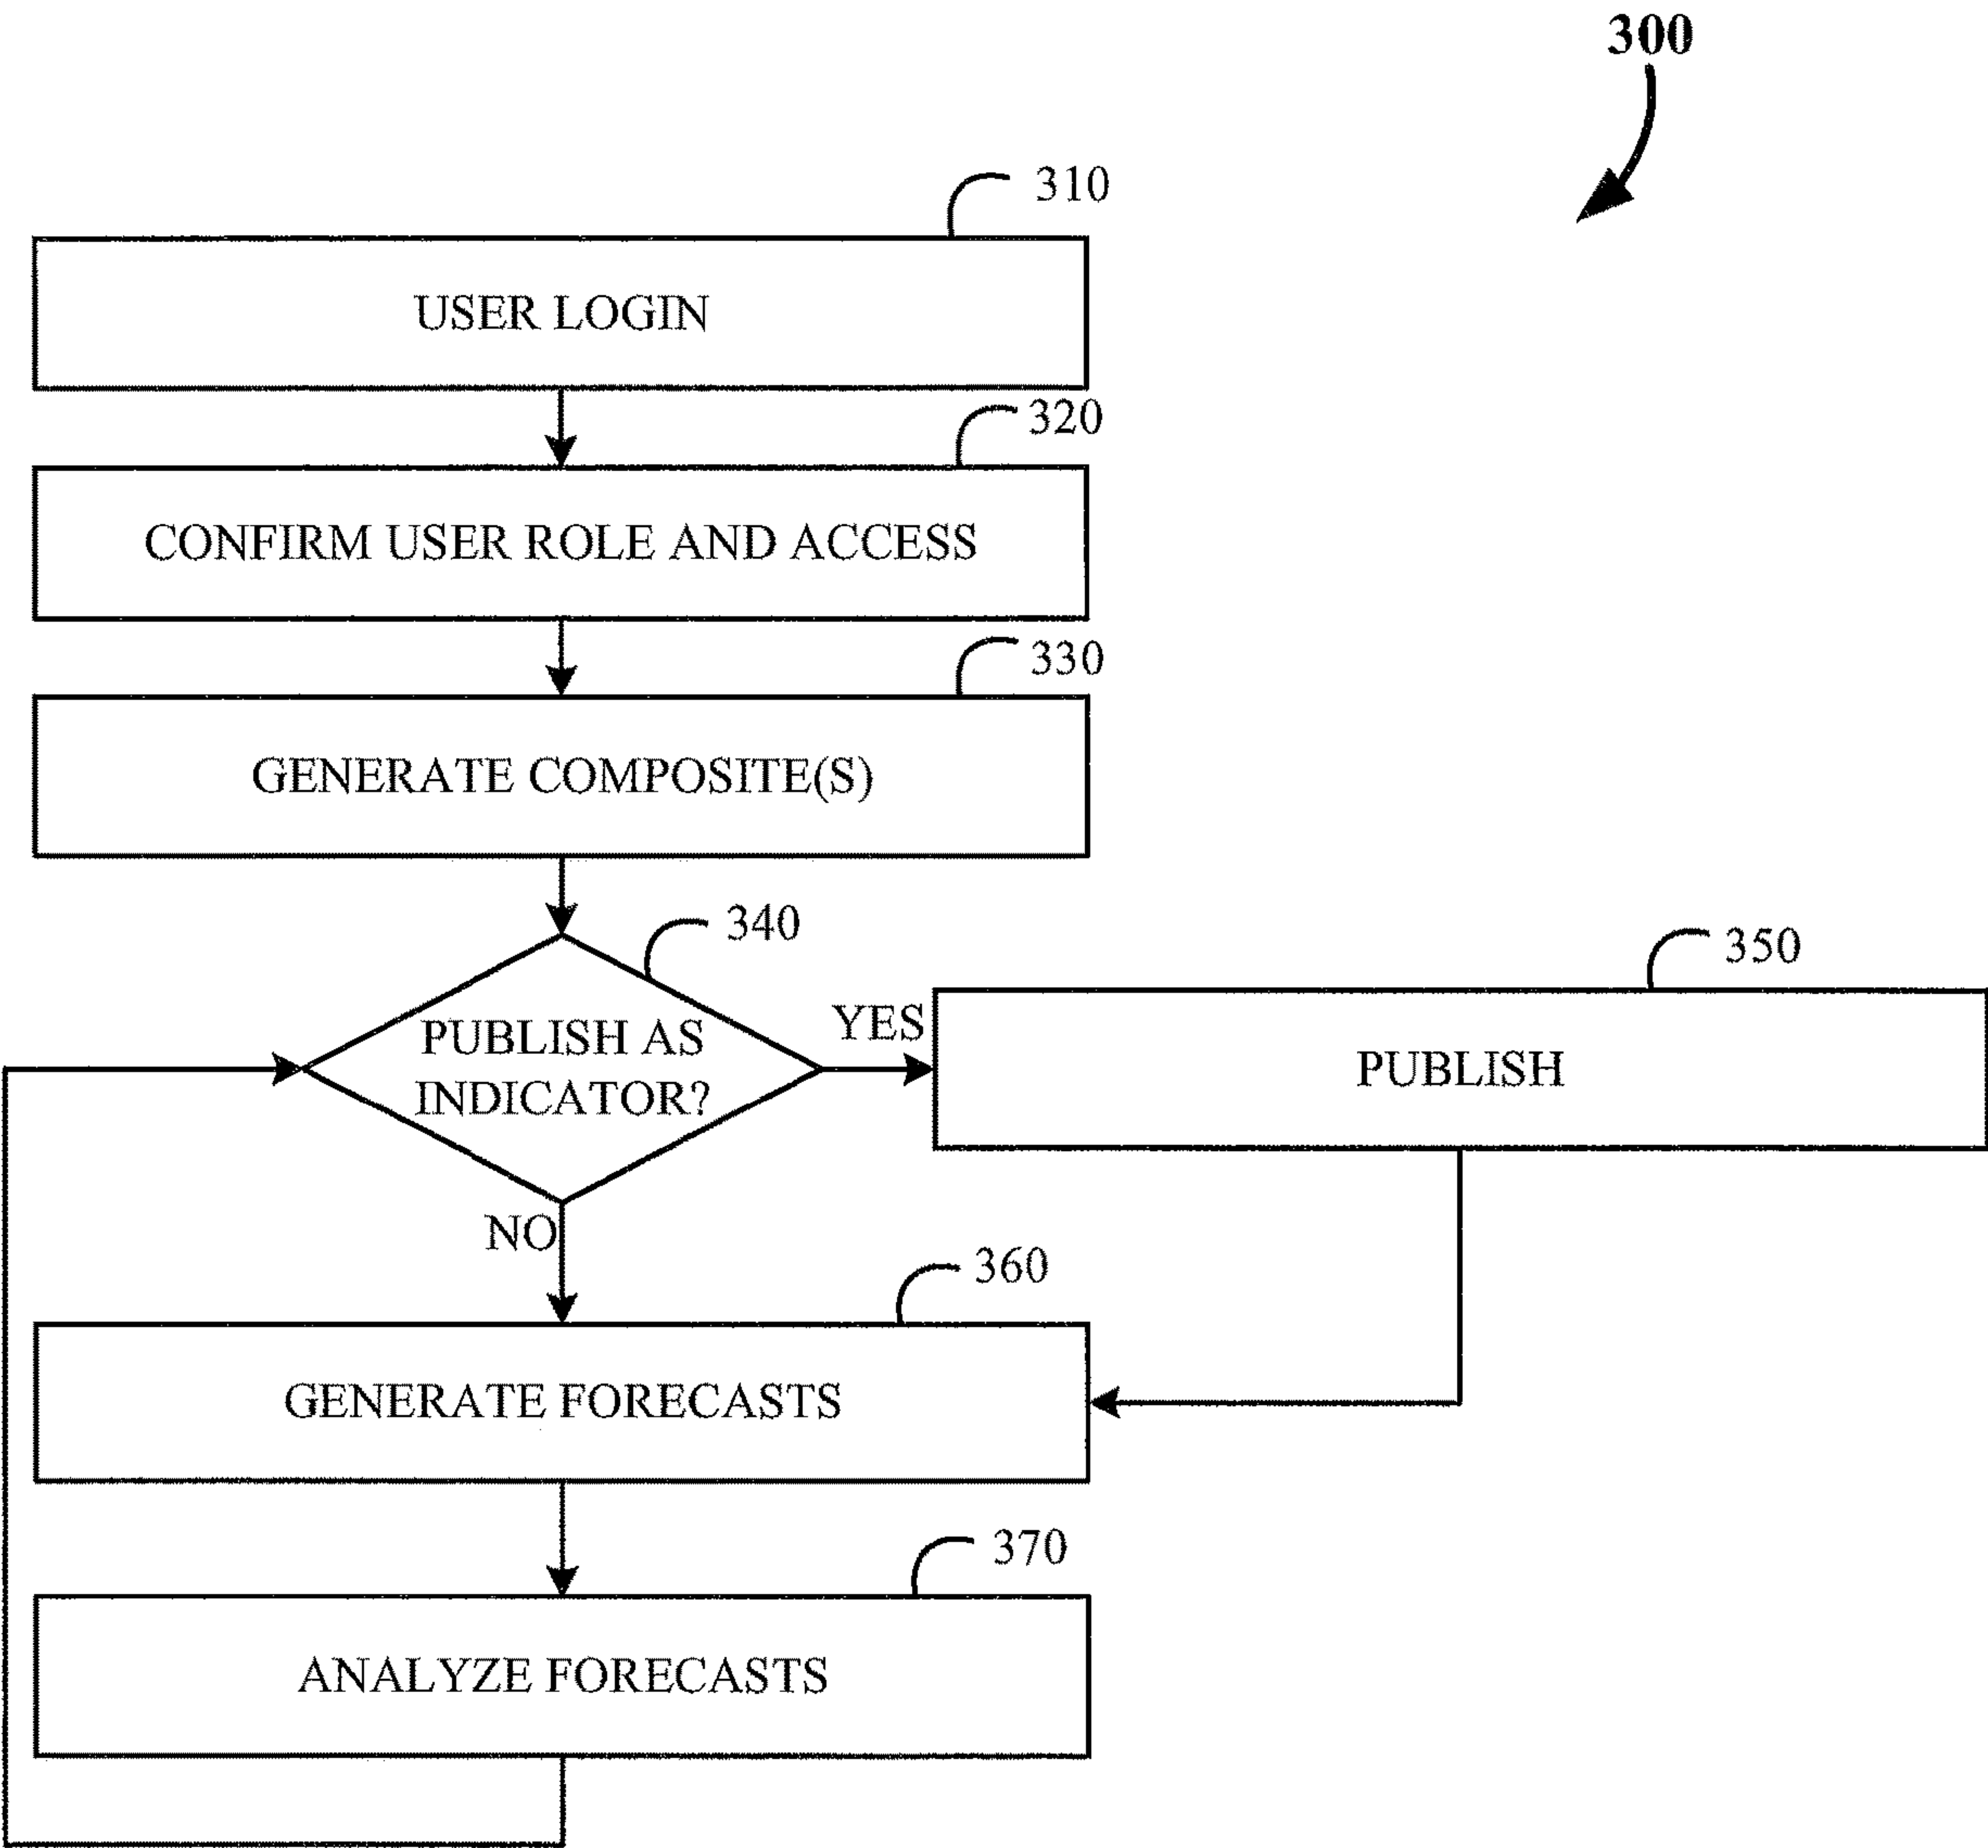 300
310
USER LOGIN
320
CONFIRM USER ROLE AND ACCESS
330
GENERATE COMPOSITE(S)
340
350
YES
PUBLISH AS
INDICATOR?
PUBLISH
NO
360
GENERATE FORECASTS
370
ANALYZE FORECASTS